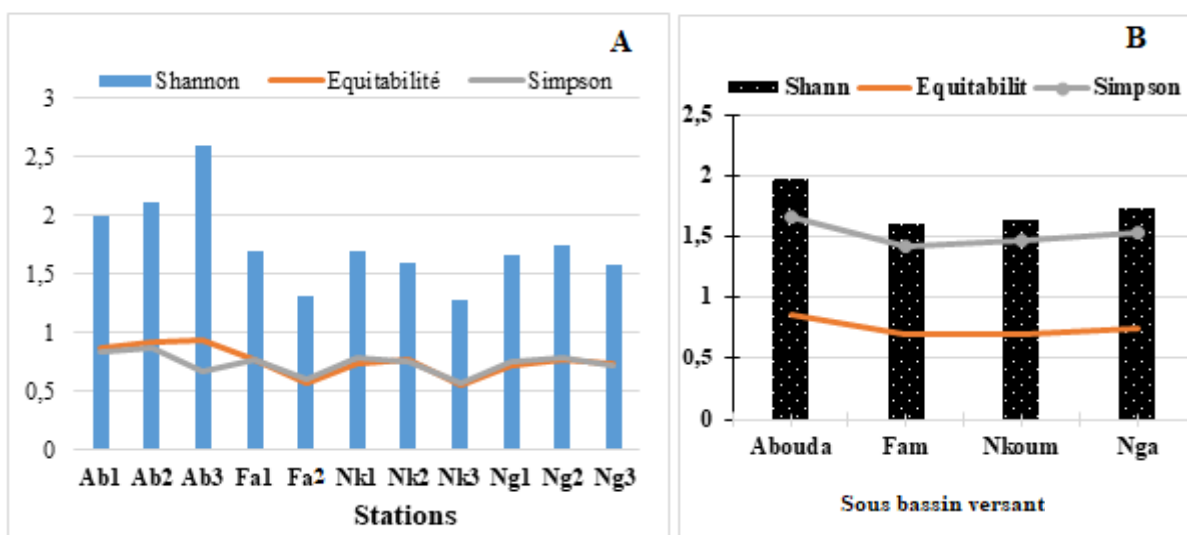 A
Shannon Equitabilité Simpson
3
2,5
2
1,5
1
0,5
0
Ab1 Ab2 Ab3 Fa1 Fa2 Nk1 Nk2 Nk3 Ng1 Ng2 Ng3
Stations
B
Shann Equitabilit Simpson
2,5
2
1,5
1
0,5
0
Abouda Fam Nkoum Nga
Sous bassin versant